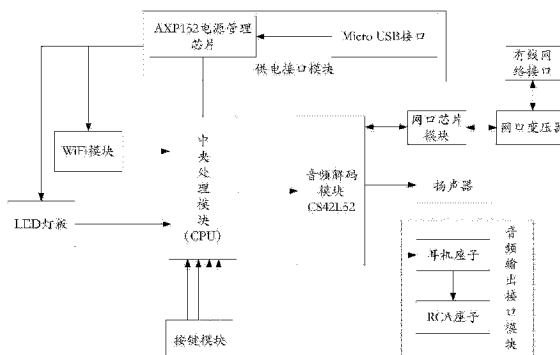 AXP152电源管理
芯片
Micro USB接口
供电接口模块
有线网
络接口
网口芯片
模块
网口变压器
WiFi模块
中央处理模块
(CPU)
音频解码
模块
CS42L52
扬声器
LED灯板
耳机座子
RCA座子
音频输出接口模块
按键模块